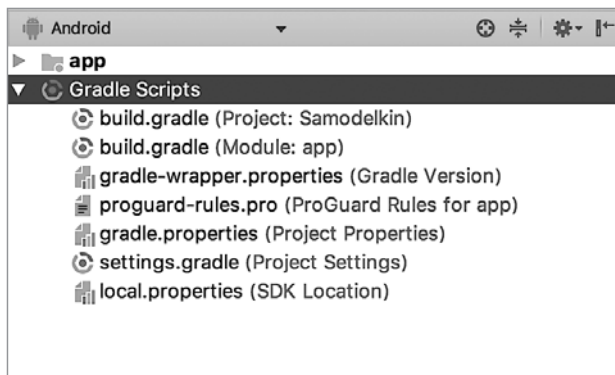 Android
app
Gradle Scripts
build.gradle (Project: Samodelkin)
build.gradle (Module: app)
gradle-wrapper.properties (Gradle Version)
proguard-rules.pro (ProGuard Rules for app)
gradle.properties (Project Properties)
settings.gradle (Project Settings)
local.properties (SDK Location)